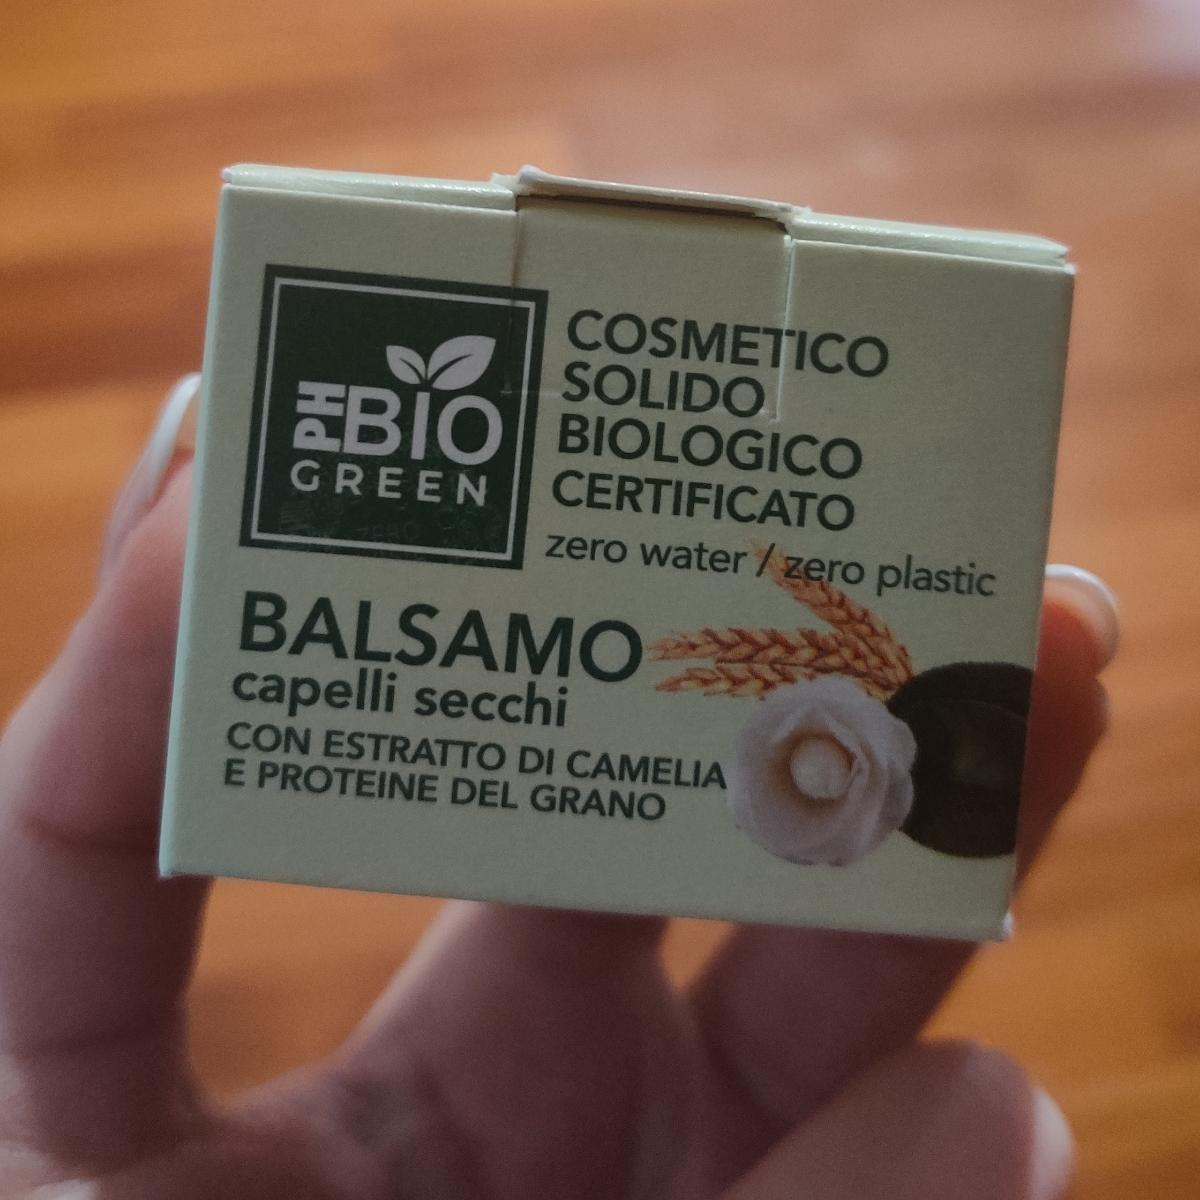 PH BIO
GREEN
COSMETICO
SOLIDO
BIOLOGICO
CERTIFICATO
zero water / zero plastic
BALSAMO
capelli secchi
CON ESTRATTO DI CAMELIA
E PROTEINE DEL GRANO